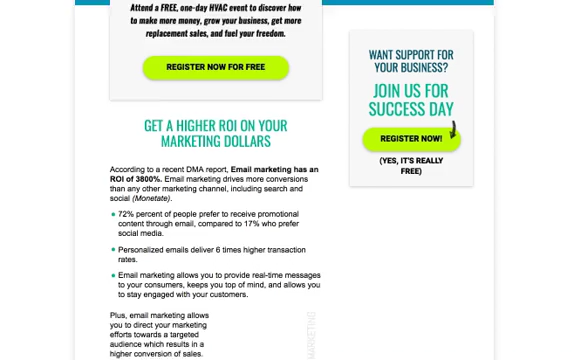 Attend a FREE, one-day HVAC event to discover how
to make more money, grow your business, get more
replacement sales, and fuel your freedom.
REGISTER NOW FOR FREE
GET A HIGHER ROI ON YOUR
MARKETING DOLLARS
According to a recent DMA report, Email marketing has an
ROI of 3800%. Email marketing drives more conversions
than any other marketing channel, including search and
social (Monetate).
72% percent of people prefer to receive promotional
content through email, compared to 17% who prefer
social media.
Personalized emails deliver 6 times higher transaction
rates.
Email marketing allows you to provide real-time messages
to your consumers, keeps you top of mind, and allows you
to stay engaged with your customers.
Plus, email marketing allows
you to direct your marketing
efforts towards a targeted
audience which results in a
higher conversion of sales.
MARKETING
WANT SUPPORT FOR
YOUR BUSINESS?
JOIN US FOR
SUCCESS DAY
REGISTER NOW!
(YES, IT'S REALLY
FREE)